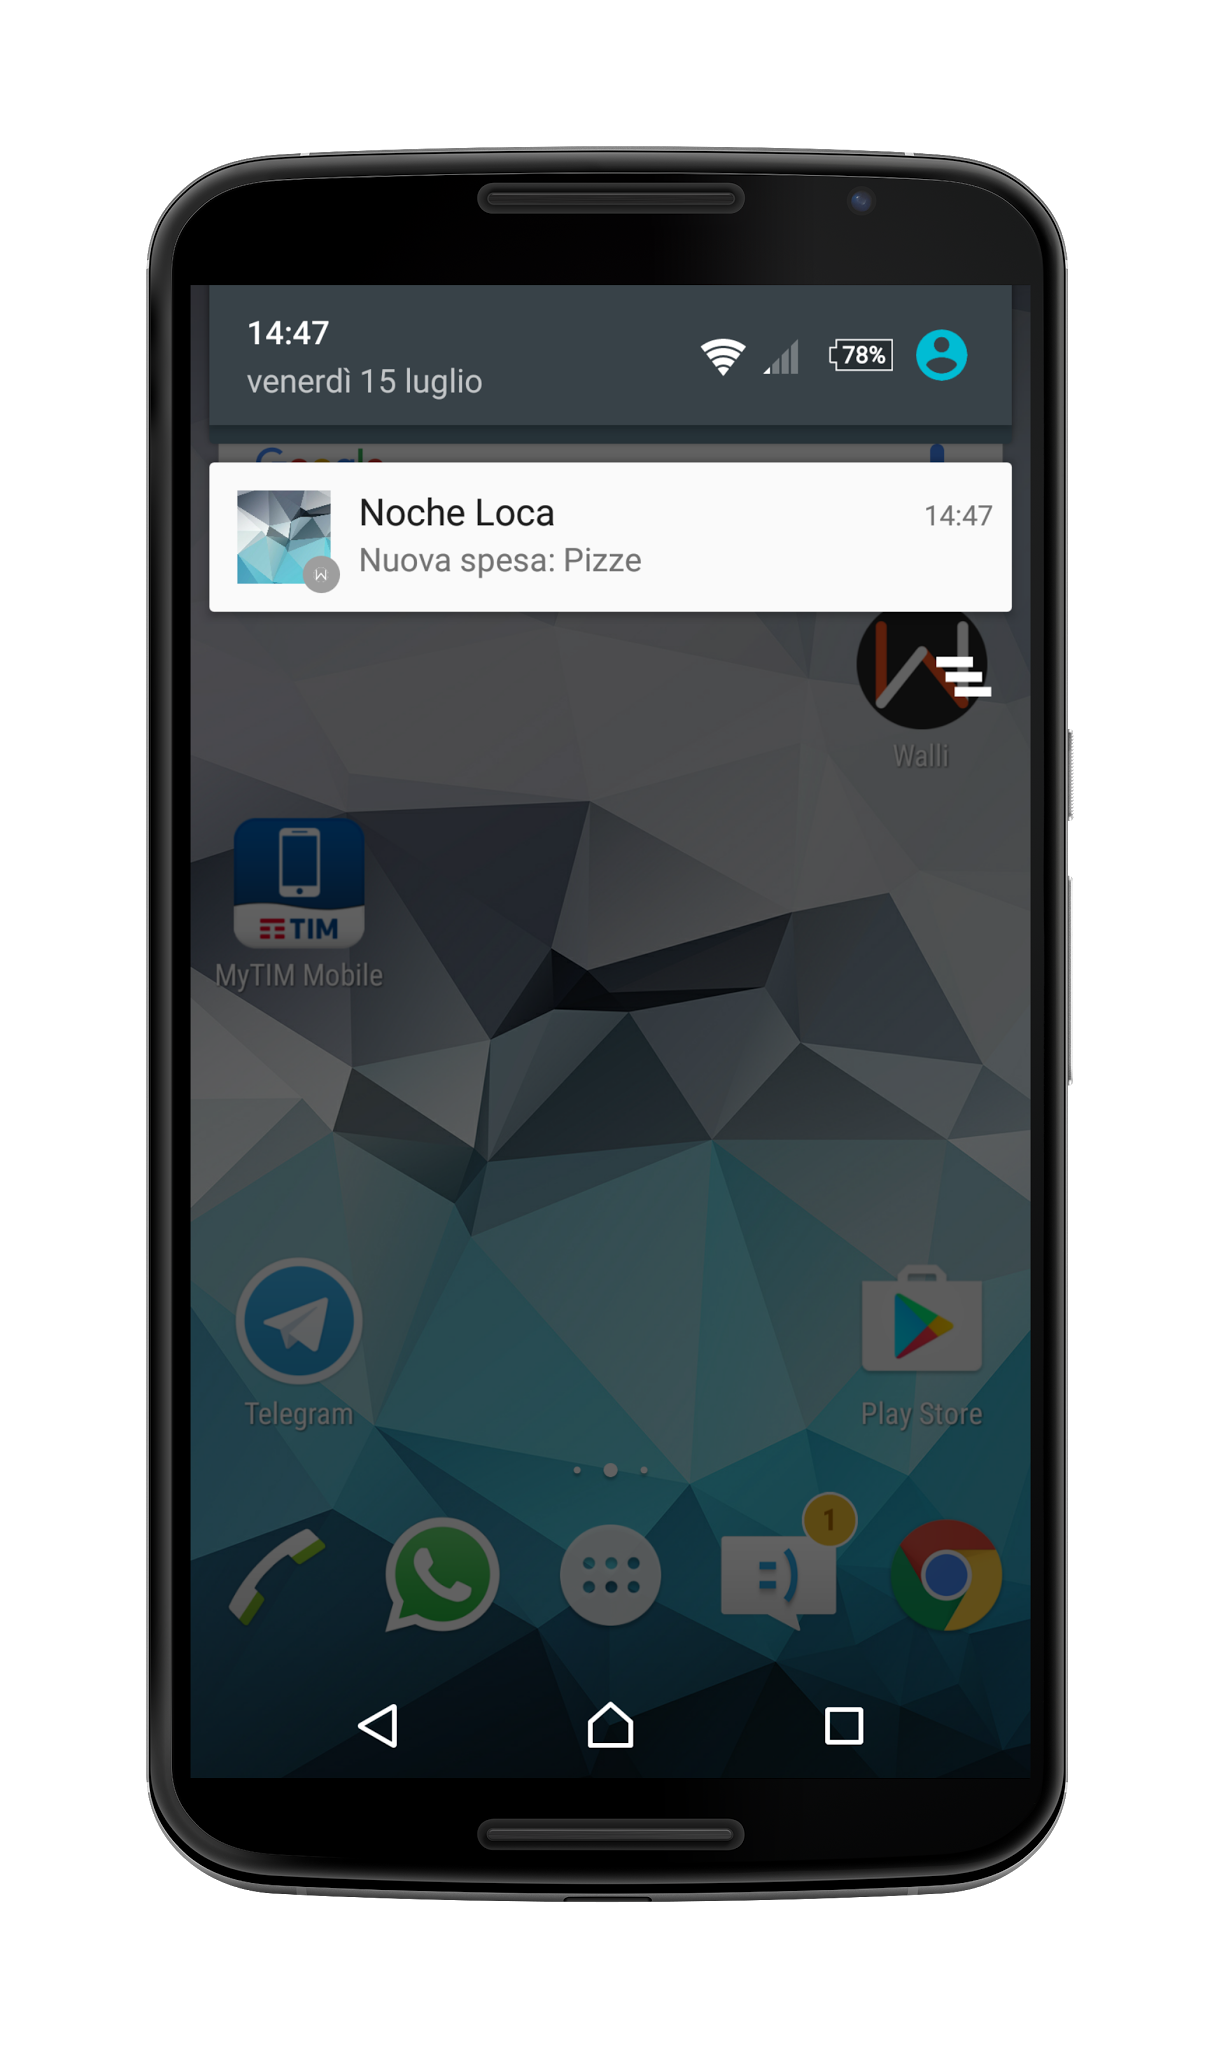 14:47
venerdì 15 luglio
78%
Google
Noche Loca
14:47
Nuova spesa: Pizze
Walli
TIM
MyTIM Mobile
Telegram
Play Store
1